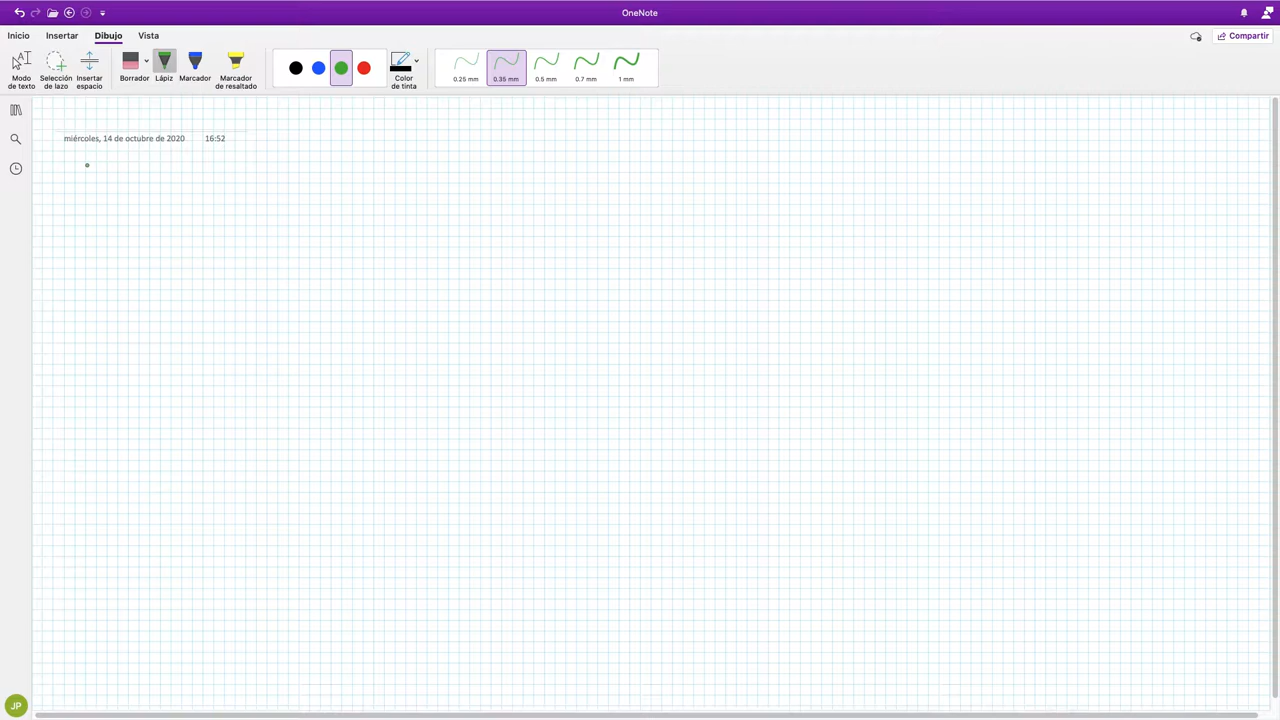 OneNote
Inicio Insertar Dibujo Vista Compartir
Modo de texto
Selección de lazo
Insertar espacio
Borrador
Lápiz
Marcador
Marcador de resaltado
Color de tinta
0.25 mm 0.35 mm 0.5 mm 0.7 mm 1 mm
miércoles, 14 de octubre de 2020 16:52
JP